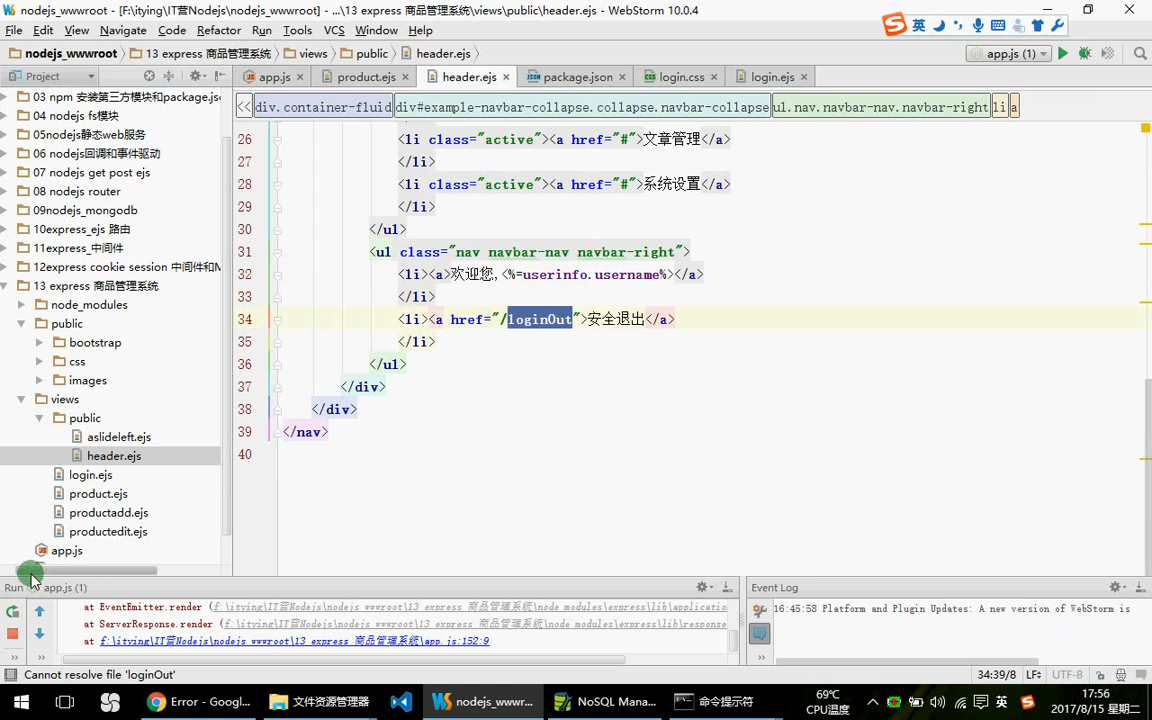 nodejs_wwwroot - [F:\itying\IT营Nodejs\nodejs_wwwroot] - ...\13 express 商品管理系统\views\public\header.ejs - WebStorm 10.0.4
File Edit View Navigate Code Refactor Run Tools VCS Window Help
英
nodejs_wwwroot 13 express 商品管理系统 views public header.ejs
app.js (1)
Project
app.js product.ejs header.ejs package.json login.css login.ejs
<< div.container-fluid div#example-navbar-collapse.collapse.navbar-collapse ul.nav.navbar-nav.navbar-right li a
03 npm 安装第三方模块和package.js
04 nodejs fs模块
05nodejs静态web服务
06 nodejs回调和事件驱动
07 nodejs get post ejs
08 nodejs router
09nodejs_mongodb
10express_ejs 路由
11express_中间件
12express cookie session 中间件和M
13 express 商品管理系统
node_modules
public
bootstrap
css
images
views
public
aslideleft.ejs
header.ejs
login.ejs
product.ejs
productadd.ejs
productedit.ejs
app.js
26 <li class="active"><a href="#">文章管理</a>
27 </li>
28 <li class="active"><a href="#">系统设置</a>
29 </li>
30 </ul>
31 <ul class="nav navbar-nav navbar-right">
32 <li><a>欢迎您,<%=userinfo.username%></a>
33 </li>
34 <li><a href="/loginOut">安全退出</a>
35 </li>
36 </ul>
37 </div>
38 </div>
39 </nav>
40
Run app.js (1)
at EventEmitter.render (f:\itying\IT营Nodejs\nodejs_wwwroot\13 express 商品管理系统\node_modules\express\lib\applicatio
at ServerResponse.render (f:\itying\IT营Nodejs\nodejs_wwwroot\13 express 商品管理系统\node_modules\express\lib\response
at f:\itying\IT营Nodejs\nodejs_wwwroot\13 express 商品管理系统\app.js:152:9
Event Log
16:45:58 Platform and Plugin Updates: A new version of WebStorm is
Cannot resolve file 'loginOut'
34:39/8 LF÷ UTF-8
Error - Googl... 文件资源管理器 nodejs_wwwr... NoSQL Mana... 命令提示符
69℃
CPU温度
英
17:56
2017/8/15 星期二